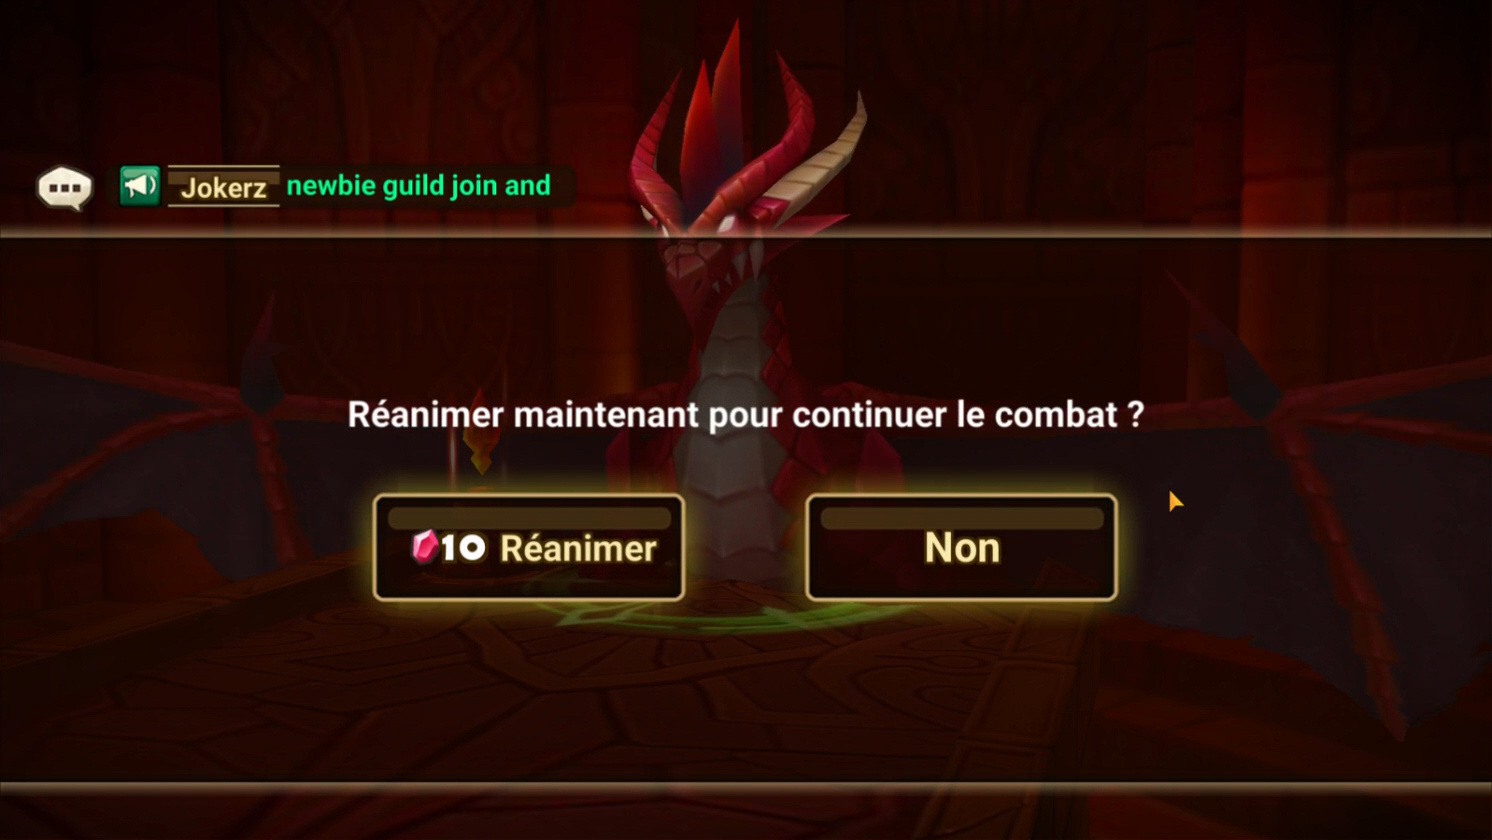 Jokerz newbie guild join and
Réanimer maintenant pour continuer le combat ?
10 Réanimer
Non